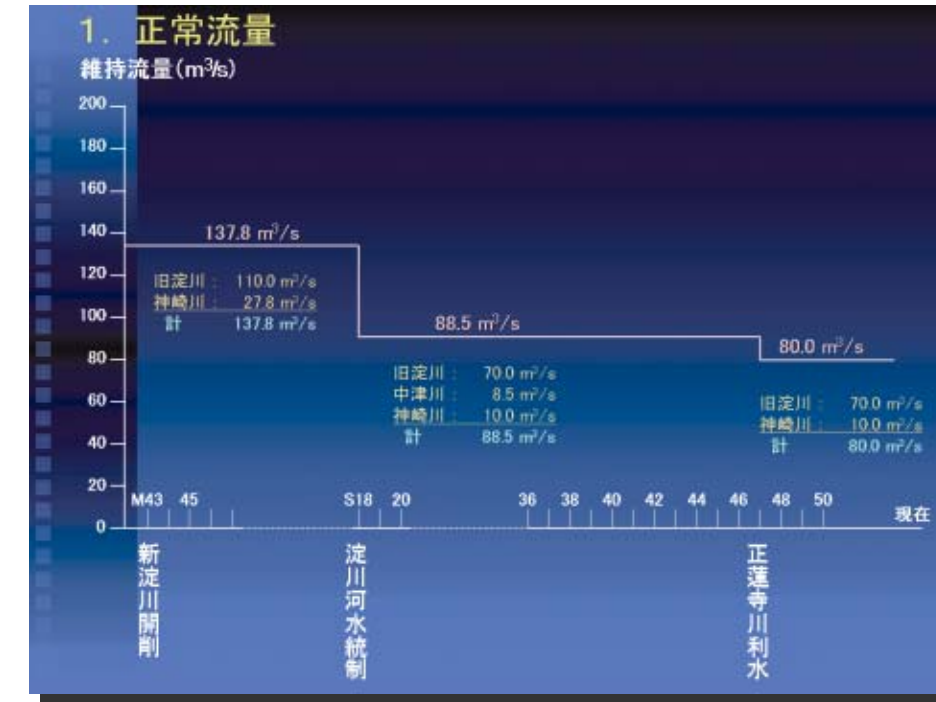 1. 正常流量
維持流量(m³/s)
200
180
160
140
120
100
80
60
40
20
0
137.8 m³/s
旧淀川： 110.0 m³/s
神崎川： 27.8 m³/s
計 137.8 m³/s
88.5 m³/s
旧淀川： 70.0 m³/s
中津川： 8.5 m³/s
神崎川： 10.0 m³/s
計 88.5 m³/s
80.0 m³/s
旧淀川： 70.0 m³/s
神崎川： 10.0 m³/s
計 80.0 m³/s
M43 45 S18 20 36 38 40 42 44 46 48 50 現在
新淀川開削
淀川河水統制
正蓮寺川利水